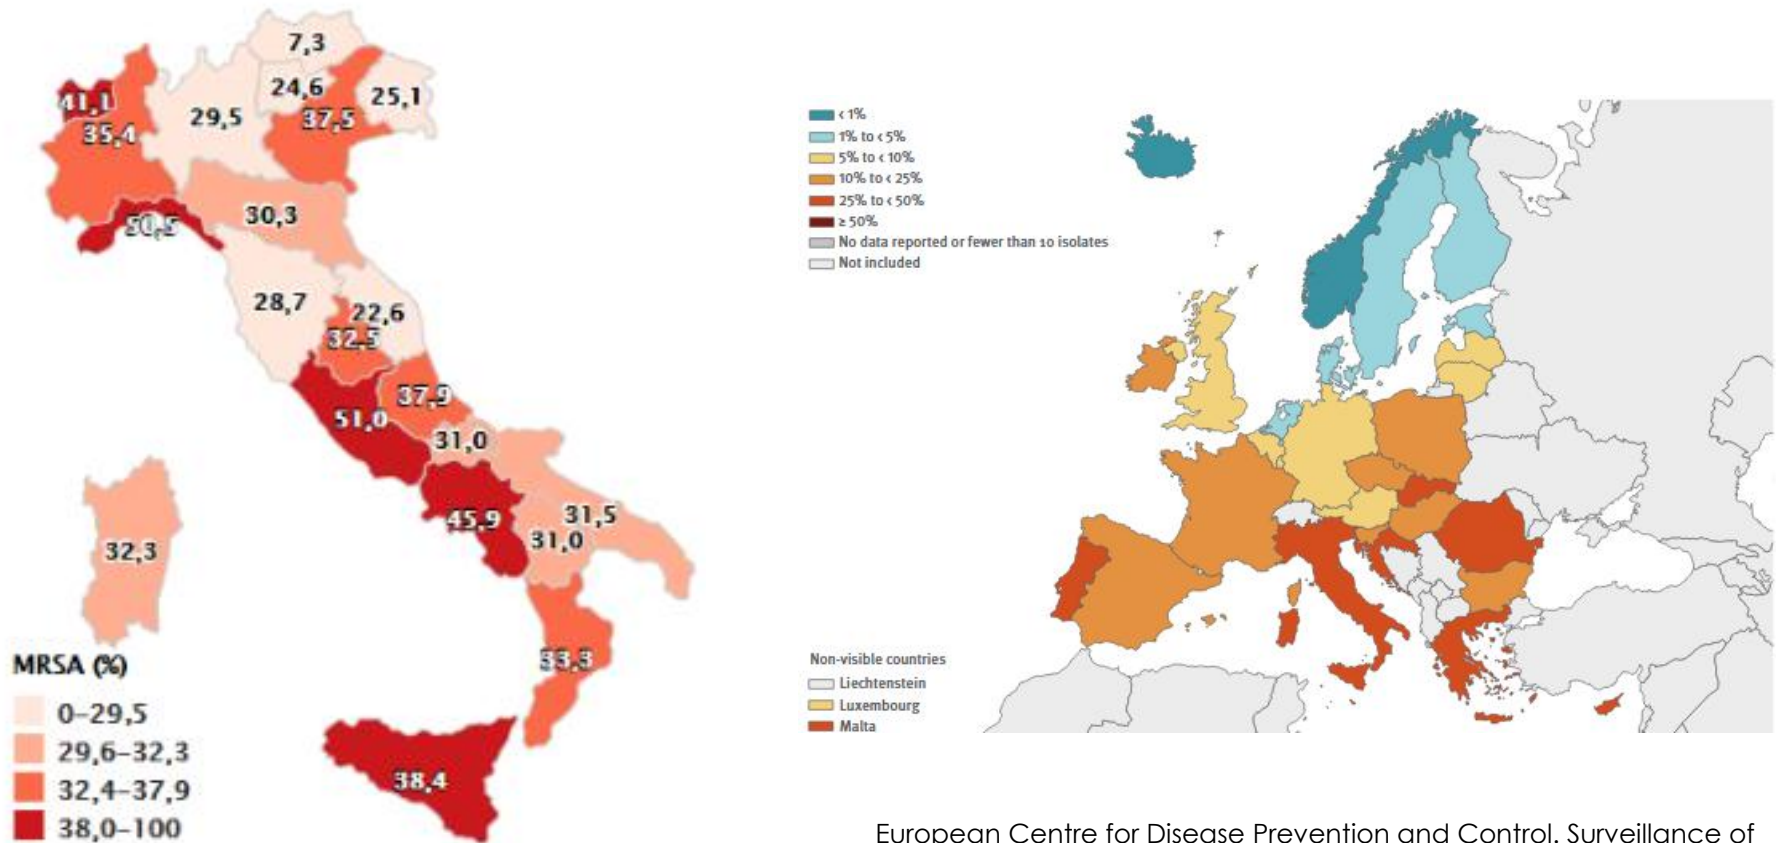 7,3
24,6
25,1
41,1
29,5
37,5
35,4
50,5
30,3
28,7
22,6
32,5
37,9
51,0
31,0
45,9
31,5
31,0
32,3
33,3
38,4
MRSA (%)
0–29,5
29,6–32,3
32,4–37,9
38,0–100
< 1%
1% to < 5%
5% to < 10%
10% to < 25%
25% to < 50%
≥ 50%
No data reported or fewer than 10 isolates
Not included
Non-visible countries
Liechtenstein
Luxembourg
Malta
European Centre for Disease Prevention and Control. Surveillance of